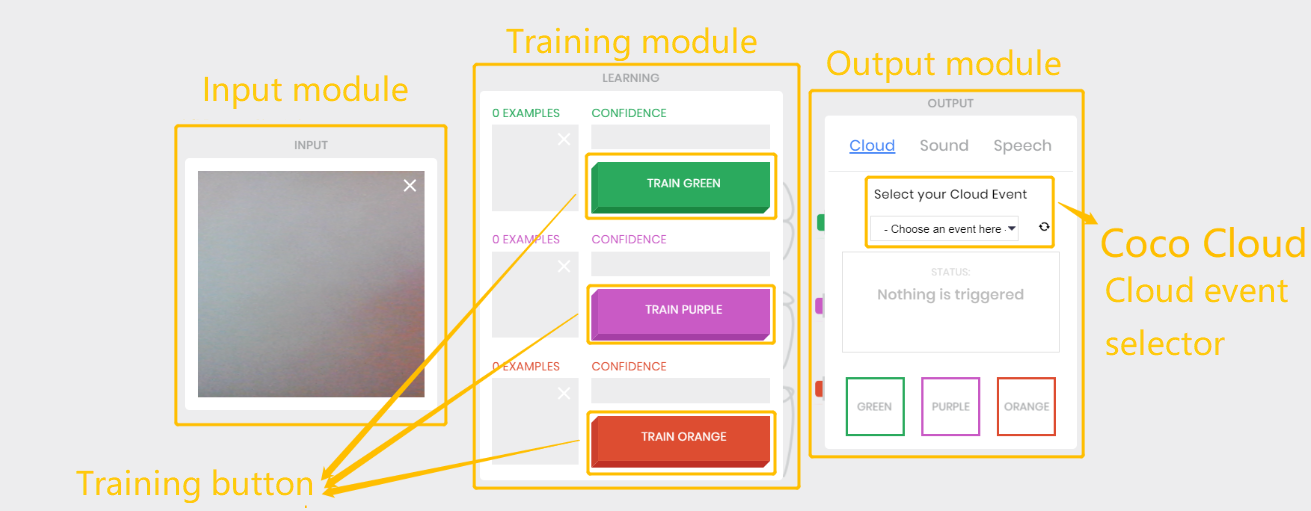 Training module
Input module
Output module
LEARNING
OUTPUT
INPUT
0 EXAMPLES
CONFIDENCE
TRAIN GREEN
0 EXAMPLES
CONFIDENCE
TRAIN PURPLE
0 EXAMPLES
CONFIDENCE
TRAIN ORANGE
Cloud Sound Speech
Select your Cloud Event
- Choose an event here -
STATUS:
Nothing is triggered
GREEN PURPLE ORANGE
Coco Cloud
Cloud event
selector
Training button